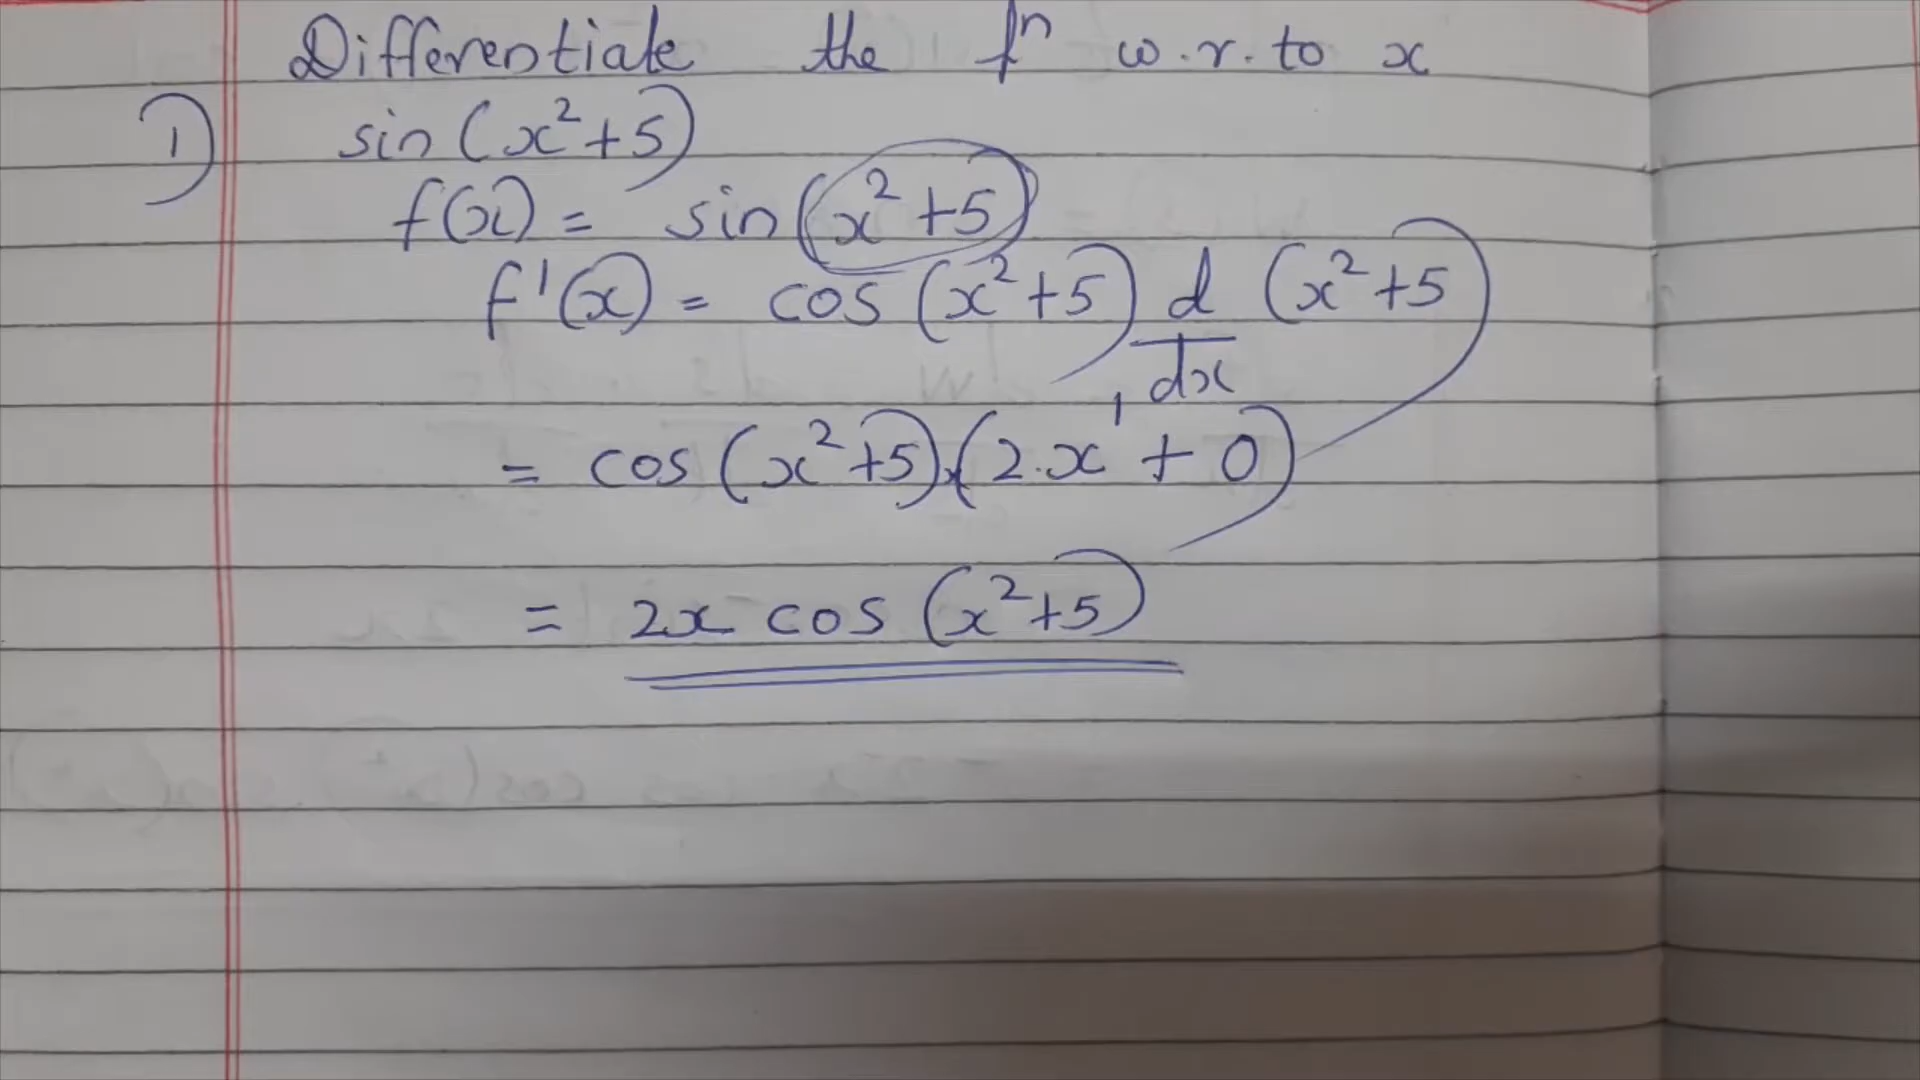 Differentiate the fⁿ w.r.to x
1) sin(x²+5)
f(x) = sin(x²+5)
f'(x) = cos(x²+5) d/dx (x²+5)
= cos(x²+5).(2.x¹ + 0)
= 2x cos(x²+5)